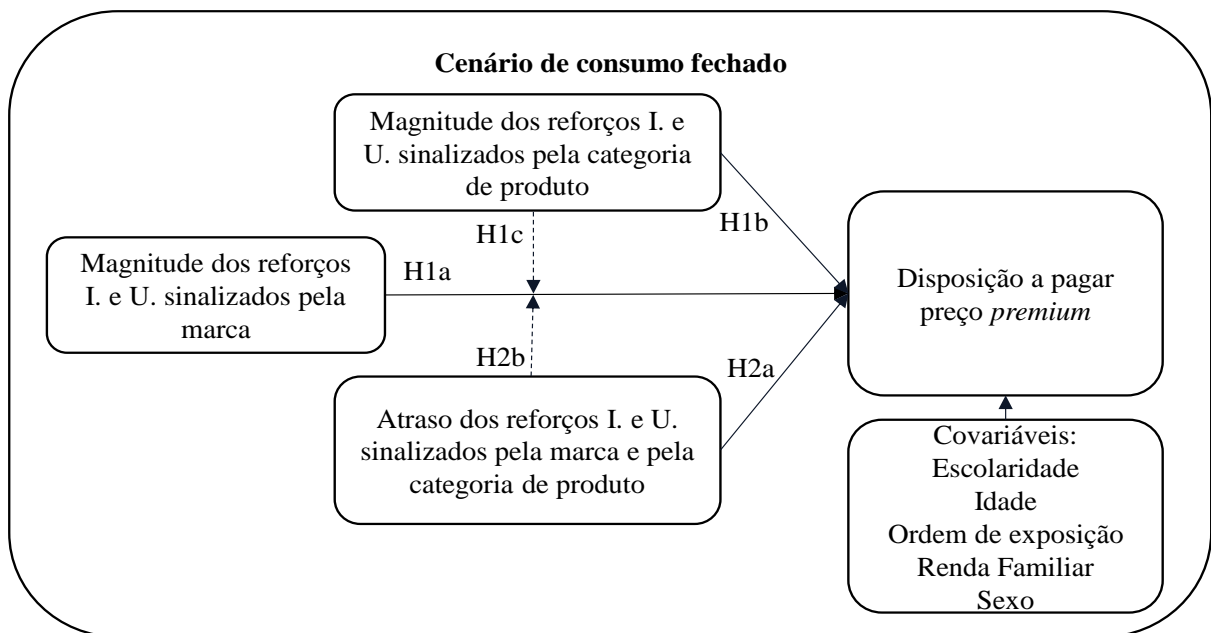 Cenário de consumo fechado
Magnitude dos reforços I. e
U. sinalizados pela categoria
de produto
H1c
H1b
Magnitude dos reforços
I. e U. sinalizados pela
marca
H1a
Disposição a pagar
preço premium
H2b
H2a
Atraso dos reforços I. e U.
sinalizados pela marca e pela
categoria de produto
Covariáveis:
Escolaridade
Idade
Ordem de exposição
Renda Familiar
Sexo